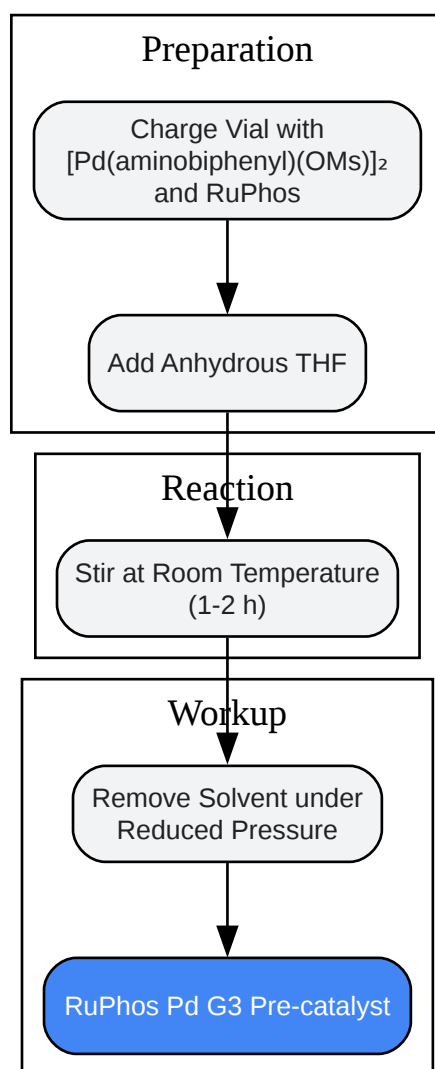 Preparation
Charge Vial with
[Pd(aminobiphenyl)(OMs)]₂
and RuPhos
Add Anhydrous THF
Reaction
Stir at Room Temperature
(1-2 h)
Workup
Remove Solvent under
Reduced Pressure
RuPhos Pd G3 Pre-catalyst